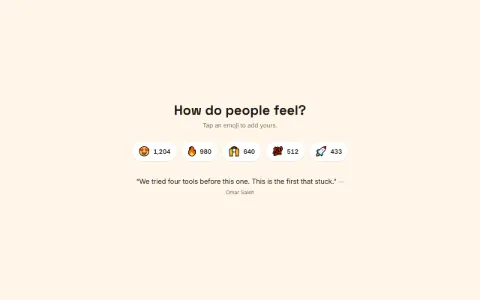 How do people feel?
Tap an emoji to add yours.
😍 1,204 🔥 980 🙌 640 🤯 512 🚀 433
"We tried four tools before this one. This is the first that stuck." —
Omar Saleh